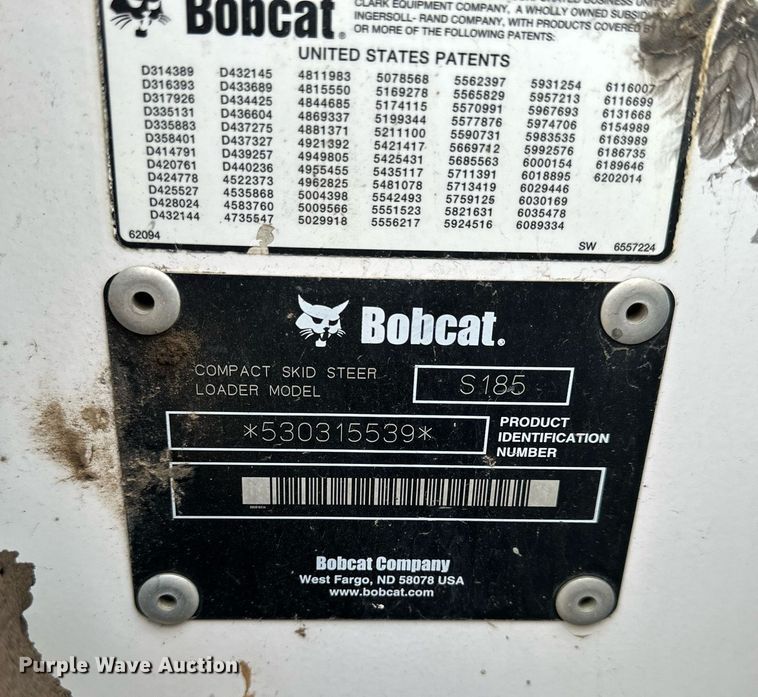 Bobcat.
CLARK EQUIPMENT COMPANY, A WHOLLY OWNED SUBSIDI
INGERSOLL- RAND COMPANY, WITH PRODUCTS COVERED BY
OR MORE OF THE FOLLOWING PATENTS:
UNITED STATES PATENTS
D314389 D432145 4811983 5078568 5562397 5931254 6116007
D316393 D433689 4815550 5169278 5565829 5957213 6116699
D317926 D434425 4844685 5174115 5570991 5967693 6131668
D335131 D436604 4869337 5199344 5577876 5974706 6154989
D335883 D437275 4881371 5211100 5590731 5983535 6163989
D358401 D437327 4921392 5421417 5669712 5992576 6186735
D414791 D439257 4949805 5425431 5685563 6000154 6189646
D420761 D440236 4955455 5435117 5711391 6018895 6202014
D424778 4522373 4962825 5481078 5713419 6029446
D425527 4535868 5004398 5542493 5759125 6030169
D428024 4583760 5009566 5551523 5821631 6035478
D432144 4735547 5029918 5556217 5924516 6089334
62094 SW 6557224
Bobcat.
COMPACT SKID STEER
LOADER MODEL
S185
*530315539*
PRODUCT
IDENTIFICATION
NUMBER
Bobcat Company
West Fargo, ND 58078 USA
www.bobcat.com
Purple Wave Auction